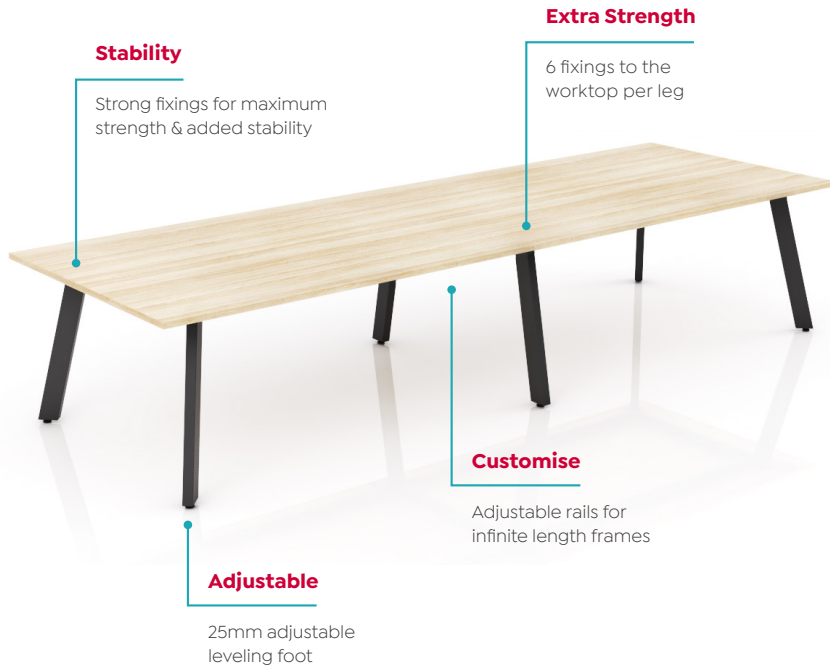 Extra Strength
6 fixings to the
worktop per leg
Stability
Strong fixings for maximum
strength & added stability
Customise
Adjustable rails for
infinite length frames
Adjustable
25mm adjustable
leveling foot